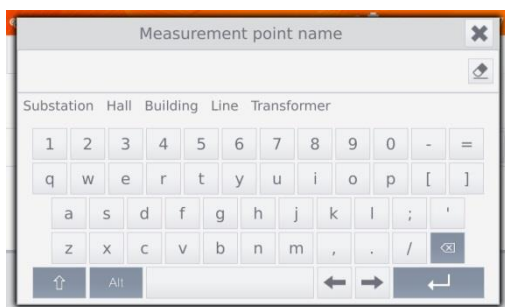 Measurement point name
Substation Hall Building Line Transformer
1 2 3 4 5 6 7 8 9 0 - =
q w e r t y u i o p [ ]
a s d f g h j k l ; '
z x c v b n m , . /
Alt